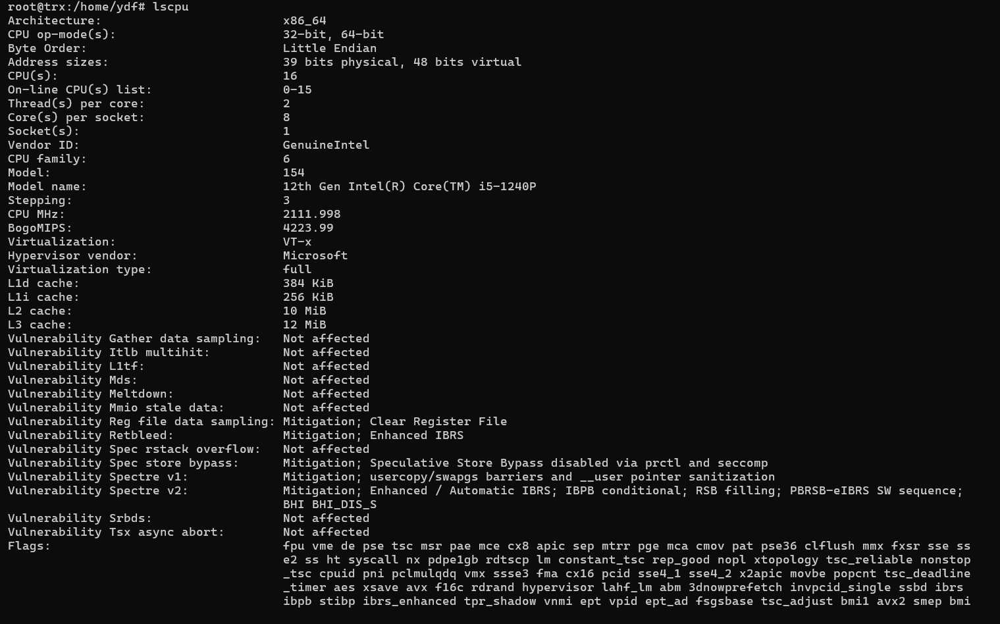 root@trx:/home/ydf# lscpu
Architecture:                         x86_64
CPU op-mode(s):                       32-bit, 64-bit
Byte Order:                           Little Endian
Address sizes:                        39 bits physical, 48 bits virtual
CPU(s):                               16
On-line CPU(s) list:                  0-15
Thread(s) per core:                   2
Core(s) per socket:                   8
Socket(s):                            1
Vendor ID:                            GenuineIntel
CPU family:                           6
Model:                                154
Model name:                           12th Gen Intel(R) Core(TM) i5-1240P
Stepping:                             3
CPU MHz:                              2111.998
BogoMIPS:                             4223.99
Virtualization:                       VT-x
Hypervisor vendor:                    Microsoft
Virtualization type:                  full
L1d cache:                            384 KiB
L1i cache:                            256 KiB
L2 cache:                             10 MiB
L3 cache:                             12 MiB
Vulnerability Gather data sampling:   Not affected
Vulnerability Itlb multihit:          Not affected
Vulnerability L1tf:                   Not affected
Vulnerability Mds:                    Not affected
Vulnerability Meltdown:               Not affected
Vulnerability Mmio stale data:        Not affected
Vulnerability Reg file data sampling: Mitigation; Clear Register File
Vulnerability Retbleed:               Mitigation; Enhanced IBRS
Vulnerability Spec rstack overflow:   Not affected
Vulnerability Spec store bypass:      Mitigation; Speculative Store Bypass disabled via prctl and seccomp
Vulnerability Spectre v1:             Mitigation; usercopy/swapgs barriers and __user pointer sanitization
Vulnerability Spectre v2:             Mitigation; Enhanced / Automatic IBRS; IBPB conditional; RSB filling; PBRSB-eIBRS SW sequence;
                                      BHI BHI_DIS_S
Vulnerability Srbds:                  Not affected
Vulnerability Tsx async abort:        Not affected
Flags:                                fpu vme de pse tsc msr pae mce cx8 apic sep mtrr pge mca cmov pat pse36 clflush mmx fxsr sse ss
                                      e2 ss ht syscall nx pdpe1gb rdtscp lm constant_tsc rep_good nopl xtopology tsc_reliable nonstop
                                      _tsc cpuid pni pclmulqdq vmx ssse3 fma cx16 pcid sse4_1 sse4_2 x2apic movbe popcnt tsc_deadline
                                      _timer aes xsave avx f16c rdrand hypervisor lahf_lm abm 3dnowprefetch invpcid_single ssbd ibrs
                                      ibpb stibp ibrs_enhanced tpr_shadow vnmi ept vpid ept_ad fsgsbase tsc_adjust bmi1 avx2 smep bmi